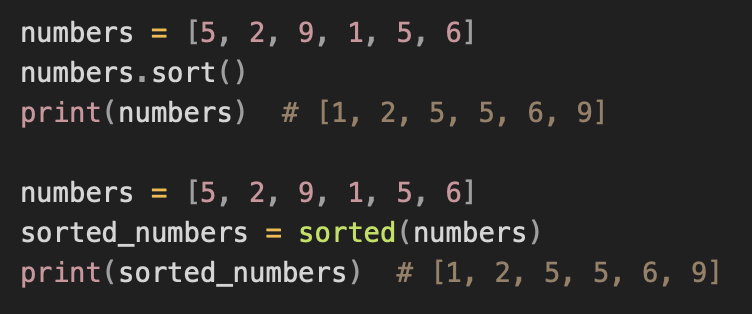 numbers = [5, 2, 9, 1, 5, 6]
numbers.sort()
print(numbers)  # [1, 2, 5, 5, 6, 9]

numbers = [5, 2, 9, 1, 5, 6]
sorted_numbers = sorted(numbers)
print(sorted_numbers)  # [1, 2, 5, 5, 6, 9]